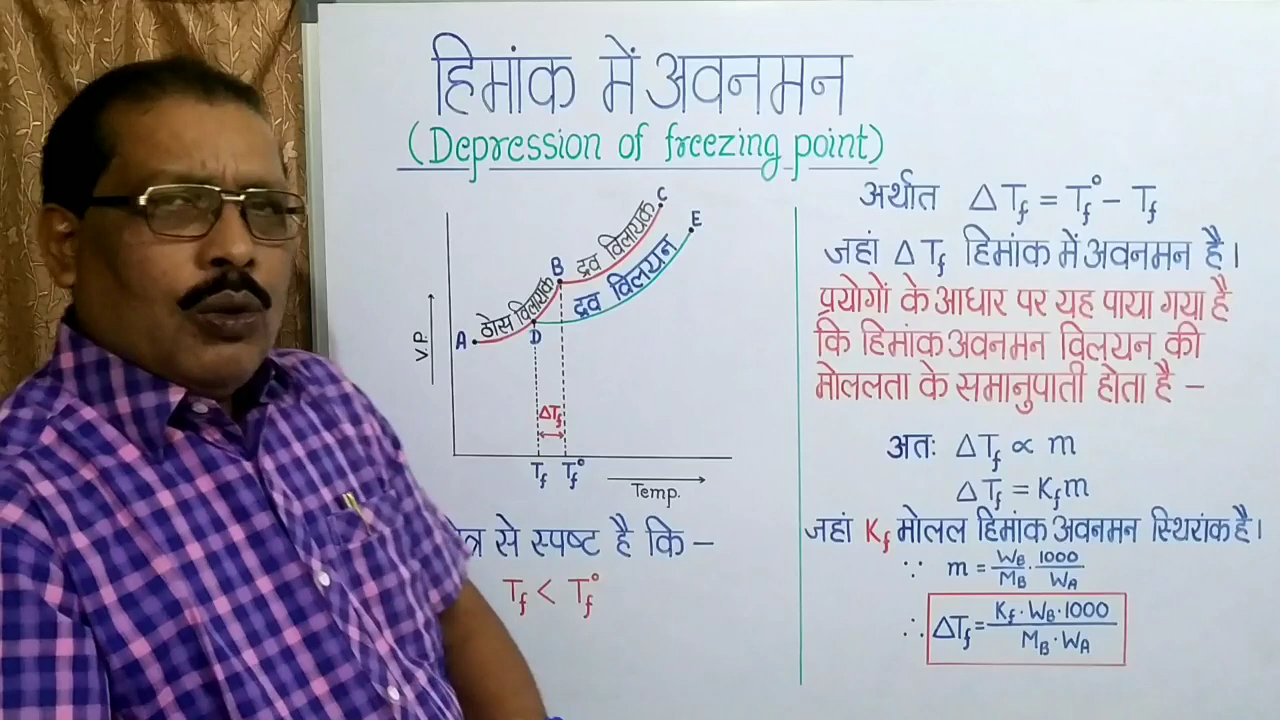 हिमांक में अवनमन
(Depression of freezing point)
V.P.
A
ठोस विलायक
B
द्रव विलायक
C
D
द्रव विलयन
E
ΔTf
Tf
Tf°
Temp.
से स्पष्ट है कि –
Tf < Tf°
अर्थात ΔTf = Tf° – Tf
जहां ΔTf हिमांक में अवनमन है।
प्रयोगों के आधार पर यह पाया गया है
कि हिमांक अवनमन विलयन की
मोललता के समानुपाती होता है –
अतः ΔTf ∝ m
ΔTf = Kfm
जहां Kf मोलल हिमांक अवनमन स्थिरांक है।
∵ m = WB/MB · 1000/WA
∴ ΔTf = Kf · WB · 1000 / MB · WA